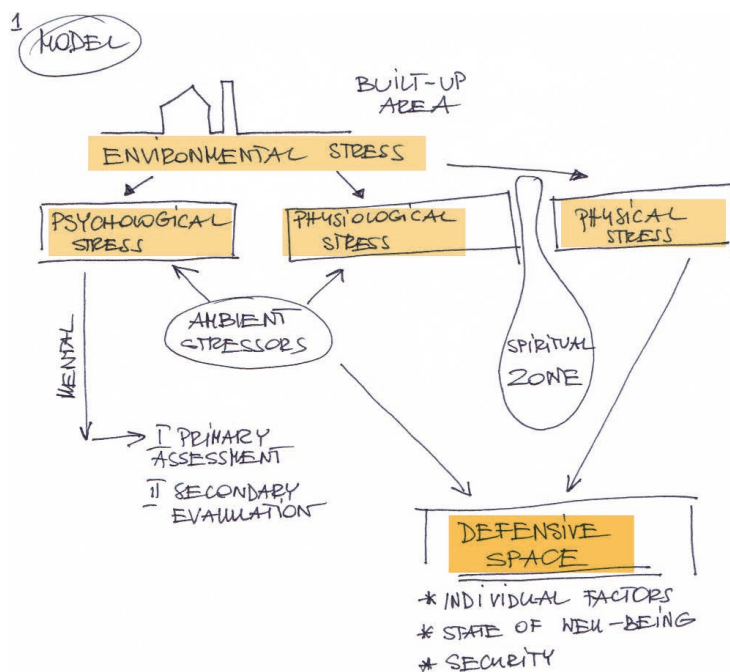 1
MODEL
BUILT-UP
AREA
ENVIRONMENTAL STRESS
PSYCHOLOGICAL
STRESS
PHYSIOLOGICAL
STRESS
PHYSICAL
STRESS
AMBIENT
STRESSORS
SPIRITUAL
ZONE
MENTAL
I PRIMARY
ASSESSMENT
II SECONDARY
EVALUATION
DEFENSIVE
SPACE
* INDIVIDUAL FACTORS
* STATE OF WELL-BEING
* SECURITY